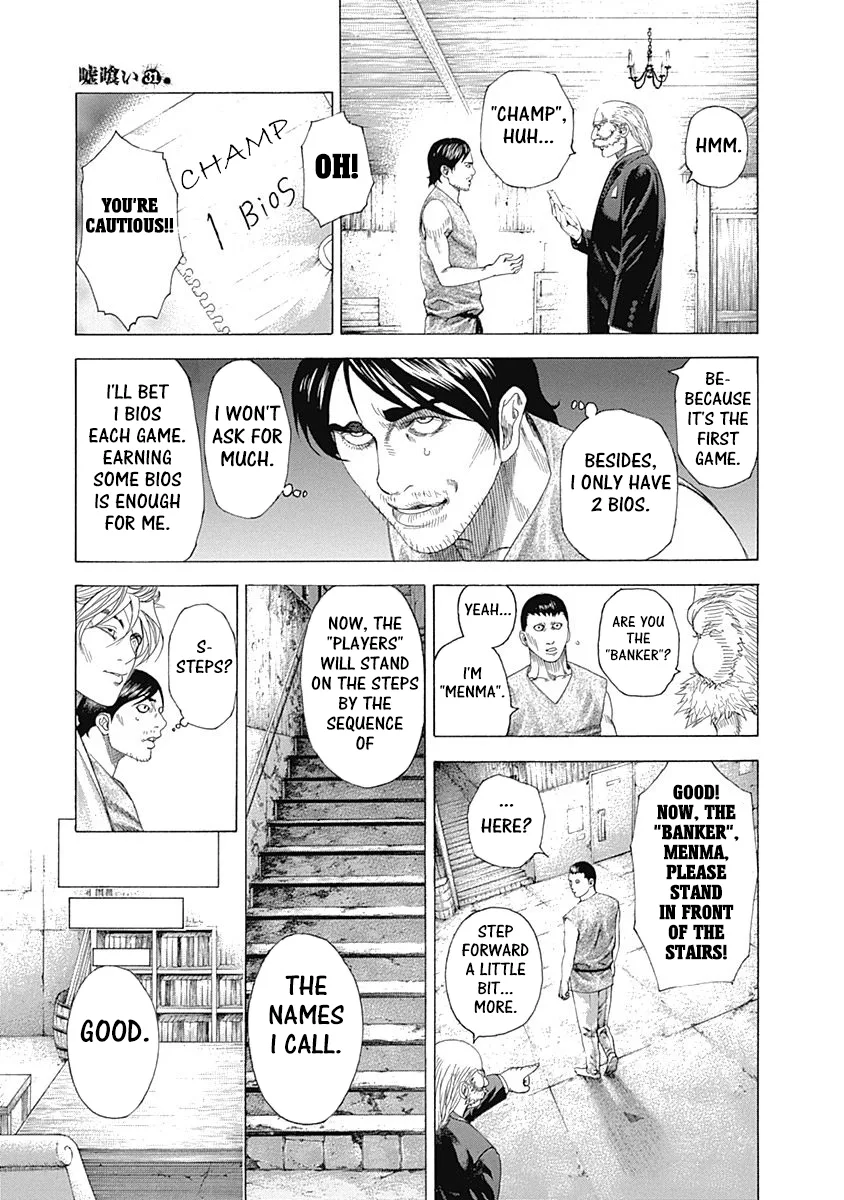 嘘喰い
HMM.
"CHAMP",
HUH...
OH!
CHAMP
1 BiOS
YOU'RE
CAUTIOUS!!
BE-
BECAUSE
IT'S THE
FIRST
GAME.
BESIDES,
I ONLY HAVE
2 BIOS.
I WON'T
ASK FOR
MUCH.
I'LL BET
1 BIOS
EACH GAME.
EARNING
SOME BIOS
IS ENOUGH
FOR ME.
ARE YOU
THE
"BANKER"?
YEAH...
I'M
"MENMA".
GOOD!
NOW, THE
"BANKER",
MENMA,
PLEASE
STAND
IN FRONT
OF THE
STAIRS!
...
HERE?
STEP
FORWARD
A LITTLE
BIT...
MORE.
NOW, THE
"PLAYERS"
WILL STAND
ON THE STEPS
BY THE
SEQUENCE
OF
THE
NAMES
I CALL.
S-
STEPS?
GOOD.